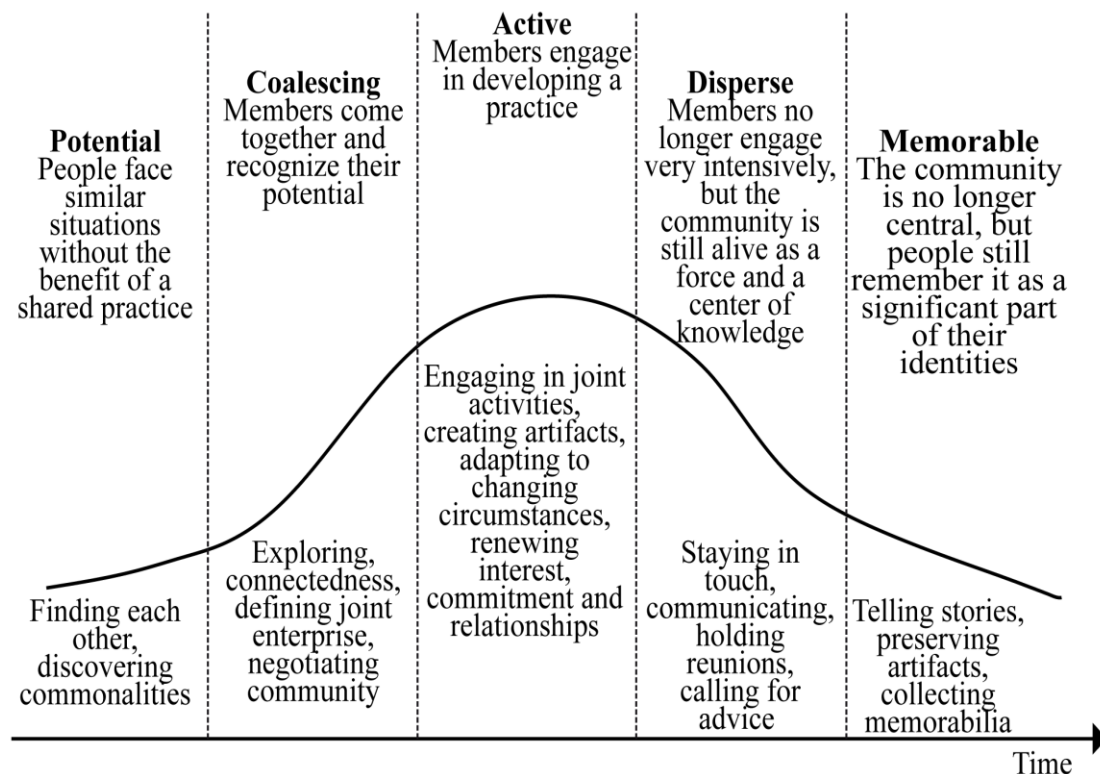 Potential
People face
similar
situations
without the
benefit of a
shared practice
Finding each
other,
discovering
commonalities
Coalescing
Members come
together and
recognize their
potential
Exploring,
connectedness,
defining joint
enterprise,
negotiating
community
Active
Members engage
in developing a
practice
Engaging in joint
activities,
creating artifacts,
adapting to
changing
circumstances,
renewing
interest,
commitment and
relationships
Disperse
Members no
longer engage
very intensively,
but the
community is
still alive as a
force and a
center of
knowledge
Staying in
touch,
communicating,
holding
reunions,
calling for
advice
Memorable
The community
is no longer
central, but
people still
remember it as a
significant part
of their
identities
Telling stories,
preserving
artifacts,
collecting
memorabilia
Time